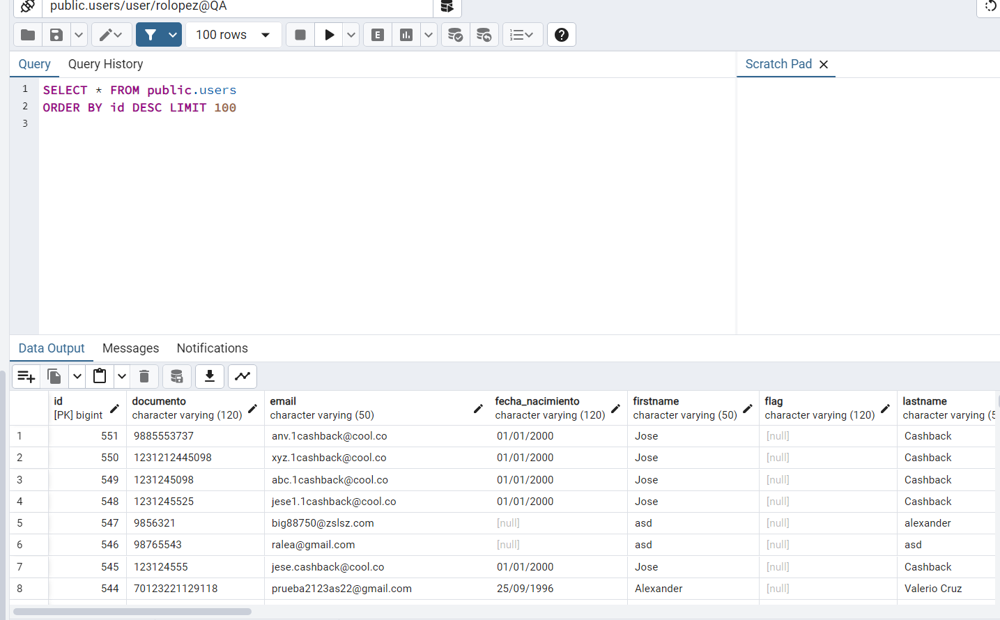 public.users/user/rolopez@QA
100 rows
E
Query Query History Scratch Pad
1 SELECT * FROM public.users
2 ORDER BY id DESC LIMIT 100
3
Data Output Messages Notifications
id documento email fecha_nacimiento firstname flag lastname
[PK] bigint character varying (120) character varying (50) character varying (120) character varying (50) character varying (120) character varying (5
1 551 9885553737 anv.1cashback@cool.co 01/01/2000 Jose [null] Cashback
2 550 1231212445098 xyz.1cashback@cool.co 01/01/2000 Jose [null] Cashback
3 549 1231245098 abc.1cashback@cool.co 01/01/2000 Jose [null] Cashback
4 548 1231245525 jese1.1cashback@cool.co 01/01/2000 Jose [null] Cashback
5 547 9856321 big88750@zslsz.com [null] asd [null] alexander
6 546 98765543 ralea@gmail.com [null] asd [null] asd
7 545 123124555 jese.cashback@cool.co 01/01/2000 Jose [null] Cashback
8 544 70123221129118 prueba2123as22@gmail.com 25/09/1996 Alexander [null] Valerio Cruz